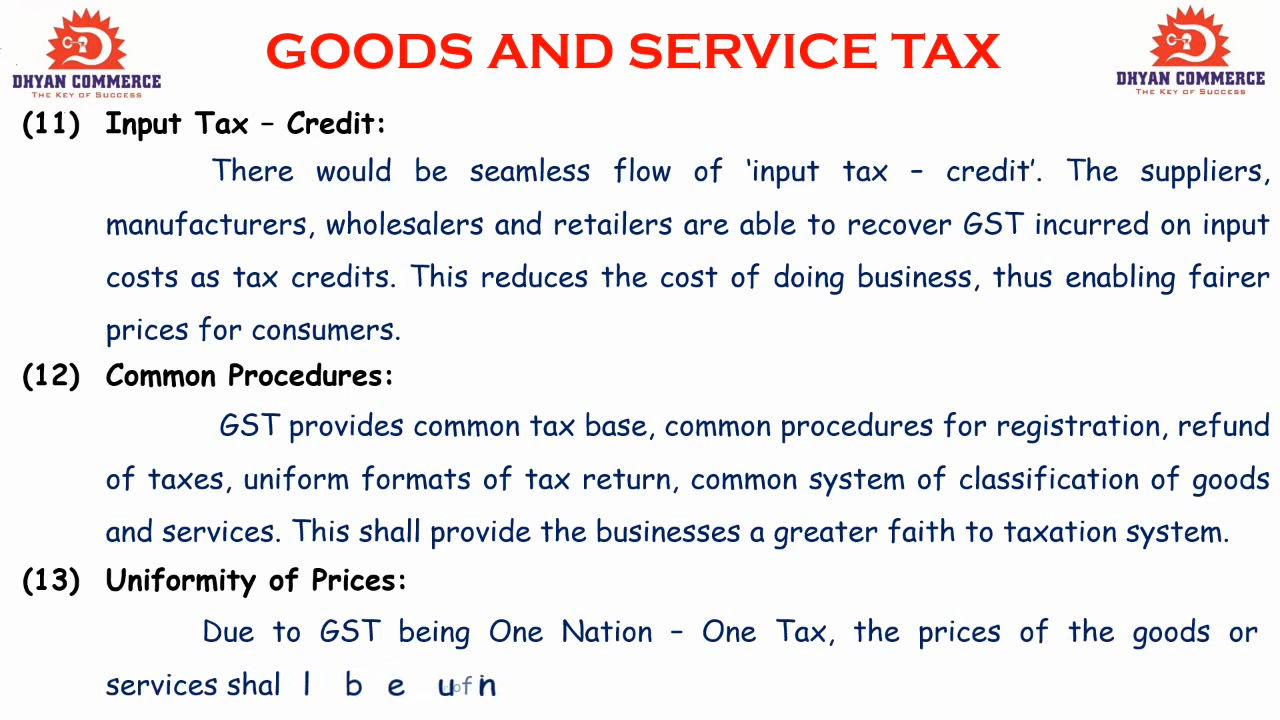 GOODS AND SERVICE TAX
DHYAN COMMERCE
The Key of Success
DHYAN COMMERCE
The Key of Success
(11) Input Tax – Credit:
There would be seamless flow of ‘input tax – credit’. The suppliers,
manufacturers, wholesalers and retailers are able to recover GST incurred on input
costs as tax credits. This reduces the cost of doing business, thus enabling fairer
prices for consumers.
(12) Common Procedures:
GST provides common tax base, common procedures for registration, refund
of taxes, uniform formats of tax return, common system of classification of goods
and services. This shall provide the businesses a greater faith to taxation system.
(13) Uniformity of Prices:
Due to GST being One Nation – One Tax, the prices of the goods or
services shall be